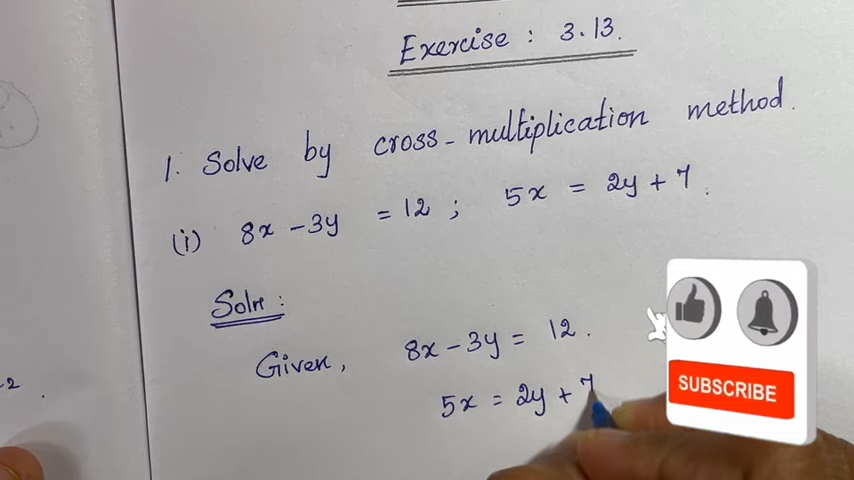 Exercise : 3.13.
1. Solve by cross-multiplication method.
(i) 8x - 3y = 12 ; 5x = 2y + 7.
Soln :
Given, 8x - 3y = 12.
5x = 2y + 7
-2 .
SUBSCRIBE